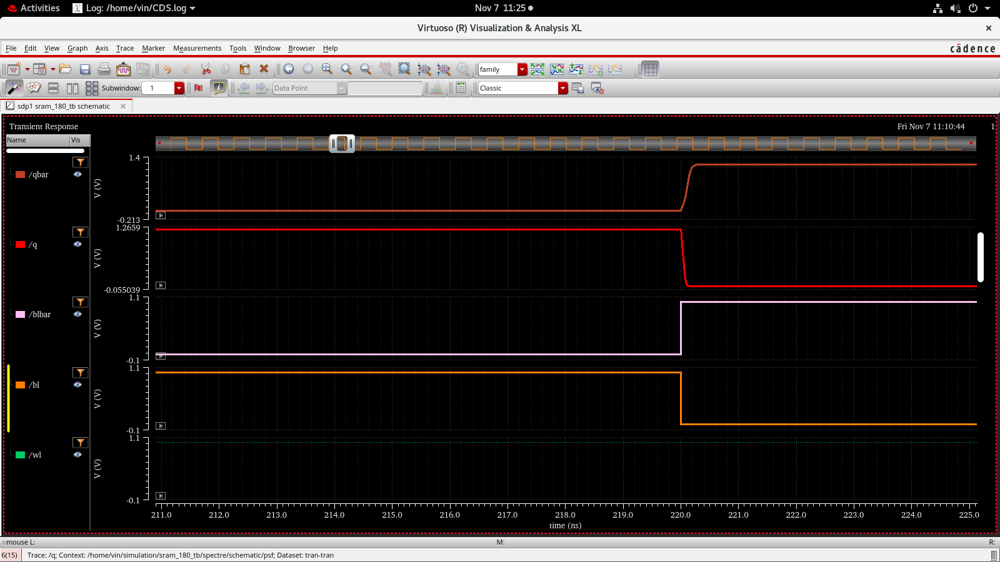 Activities Log: /home/vin/CDS.log Nov 7 11:25
Virtuoso (R) Visualization & Analysis XL
File Edit View Graph Axis Trace Marker Measurements Tools Window Browser Help cādence
family
Subwindow: 1 Data Point Classic
sdp1 sram_180_tb schematic
Transient Response Fri Nov 7 11:10:44 1
Name Vis
1.4
/qbar
V (V)
-0.213
1.2659
/q
V (V)
-0.055039
1.1
/blbar
V (V)
-0.1
1.1
/bl
V (V)
-0.1
1.1
/wl
V (V)
-0.1
211.0 212.0 213.0 214.0 215.0 216.0 217.0 218.0 219.0 220.0 221.0 222.0 223.0 224.0 225.0
time (ns)
mouse L: M: R:
6(15) Trace: /q; Context: /home/vin/simulation/sram_180_tb/spectre/schematic/psf; Dataset: tran-tran